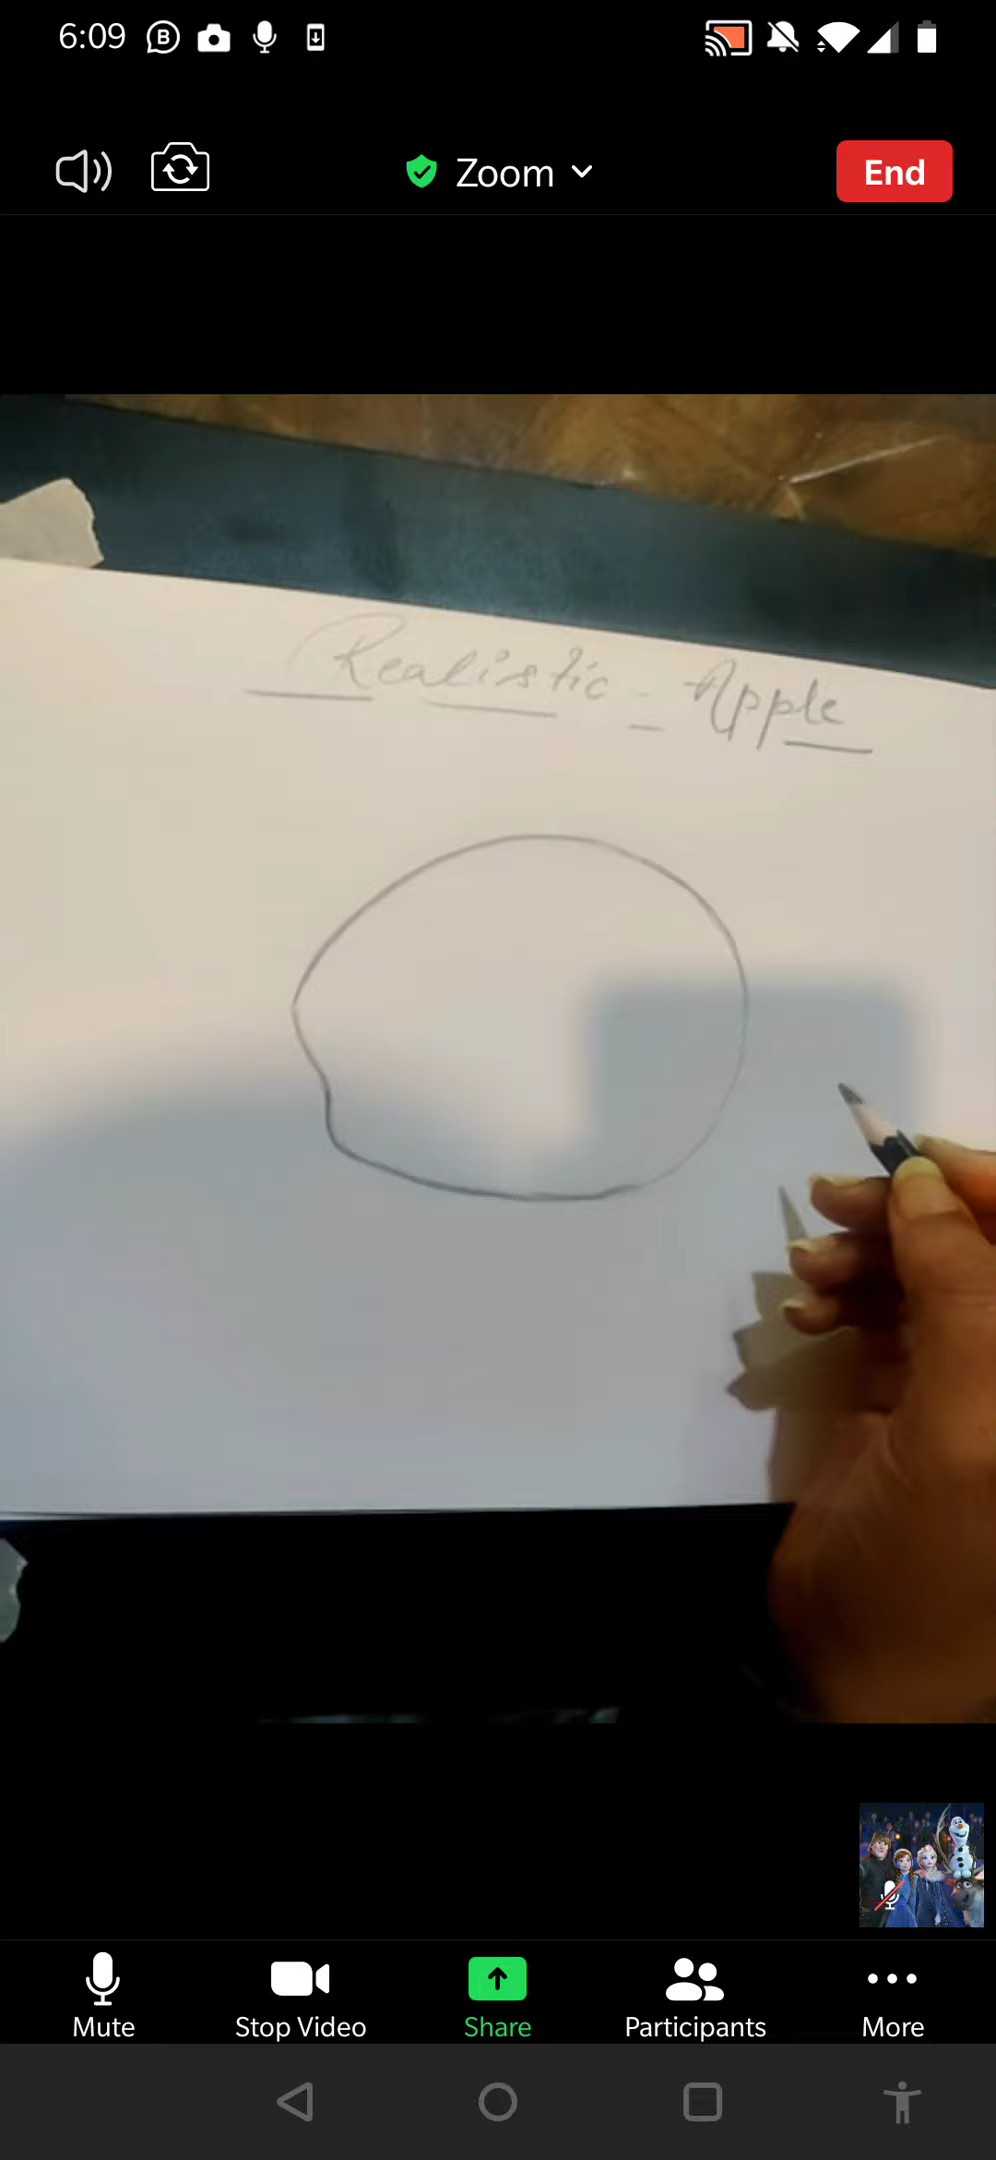 6:09
Zoom
End
Realistic - Apple
Mute
Stop Video
Share
Participants
More